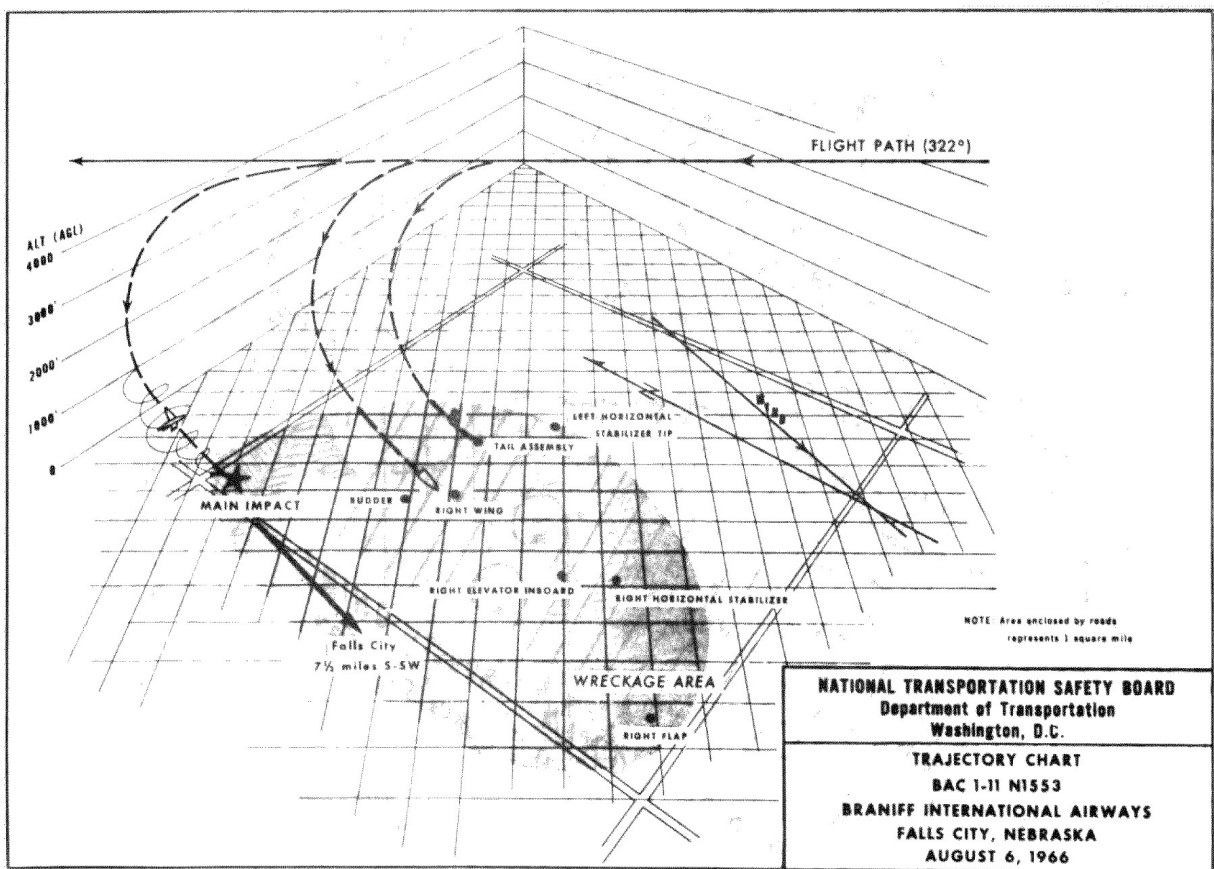 FLIGHT PATH (322°)
ALT (AGL)
4000
3000'
2000'
1000'
0
WIND
N
LEFT HORIZONTAL
STABILIZER TIP
TAIL ASSEMBLY
MAIN IMPACT
RUDDER
RIGHT WING
RIGHT ELEVATOR INBOARD
RIGHT HORIZONTAL STABILIZER
Falls City
7½ miles S-SW
WRECKAGE AREA
RIGHT FLAP
NOTE: Area enclosed by roads
represents 1 square mile
NATIONAL TRANSPORTATION SAFETY BOARD
Department of Transportation
Washington, D.C.
TRAJECTORY CHART
BAC 1-11 N1553
BRANIFF INTERNATIONAL AIRWAYS
FALLS CITY, NEBRASKA
AUGUST 6, 1966